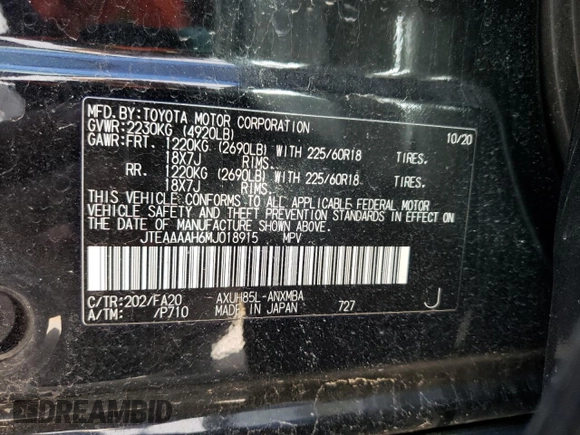 MFD.BY:TOYOTA MOTOR CORPORATION 10/20
GVWR:2230KG (4920LB)
GAWR:FRT. 1220KG (2690LB) WITH 225/60R18 TIRES,
18X7J RIMS,
RR. 1220KG (2690LB) WITH 225/60R18 TIRES,
18X7J RIMS,
THIS VEHICLE CONFORMS TO ALL APPLICABLE FEDERAL MOTOR
VEHICLE SAFETY AND THEFT PREVENTION STANDARDS IN EFFECT ON
THE DATE OF MANUFACTURE SHOWN ABOVE.
JTEAAAAH6MJ018915 MPV
C/TR:202/FA20 AXUH85L-ANXMBA
A/TM: /P710 MADE IN JAPAN 727 J
DREAMBID